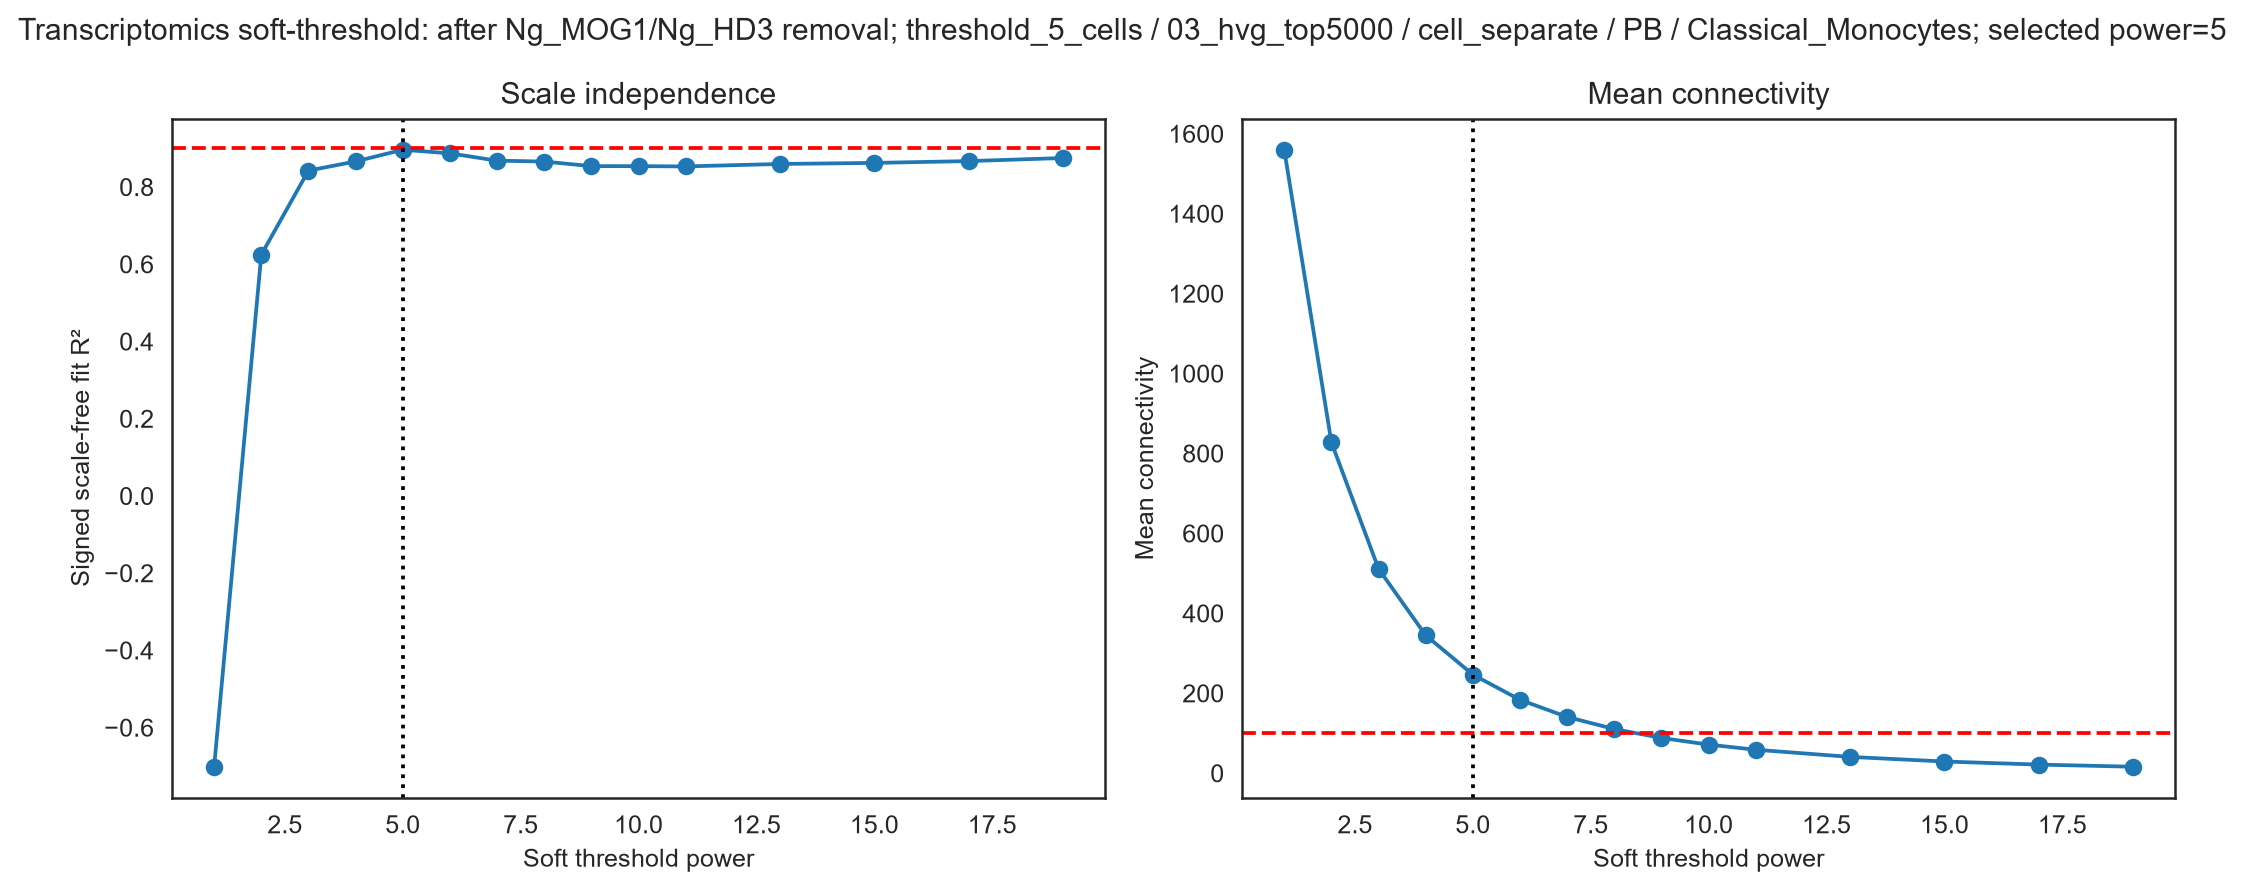 Transcriptomics soft-threshold: after Ng_MOG1/Ng_HD3 removal; threshold_5_cells / 03_hvg_top5000 / cell_separate / PB / Classical_Monocytes; selected power=5
Scale independence
Signed scale-free fit R²
0.8
0.6
0.4
0.2
0.0
−0.2
−0.4
−0.6
2.5 5.0 7.5 10.0 12.5 15.0 17.5
Soft threshold power
Mean connectivity
Mean connectivity
1600
1400
1200
1000
800
600
400
200
0
2.5 5.0 7.5 10.0 12.5 15.0 17.5
Soft threshold power